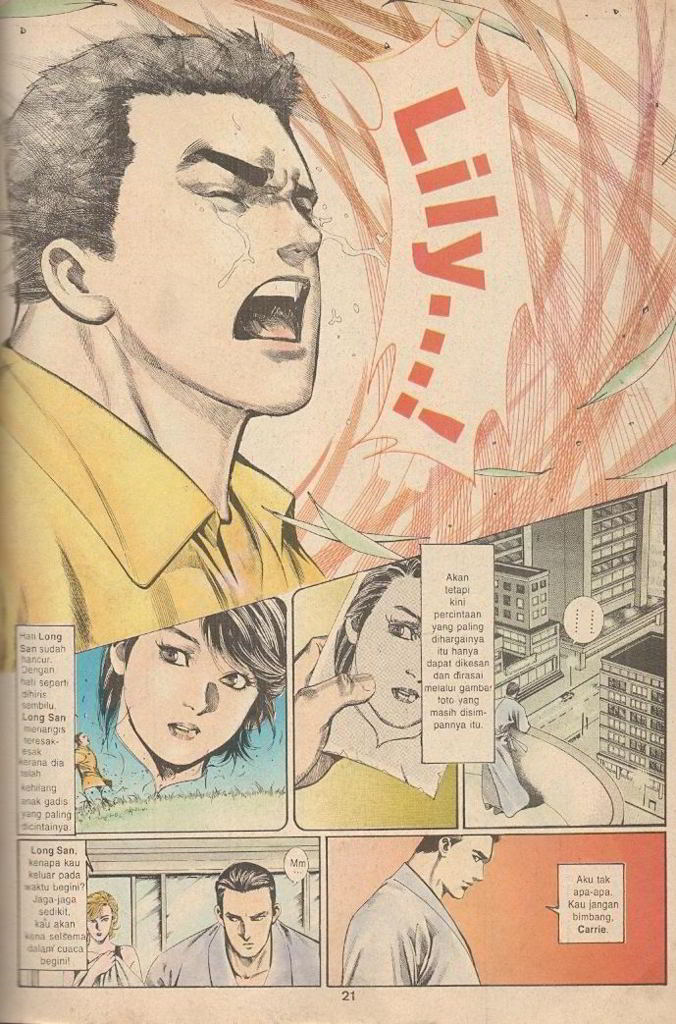 Lily....!
Han Long
San sudah
hancur.
Dengan
hati seperti
dihiris
sembilu,
Long San
menangis
teresak-
esak
kerana dia
telah
kehilang
anak gadis
yang paling
dicintainya.
Akan
tetapi
kini
percintaan
yang paling
dihargainya
itu hanya
dapat dikesan
dan dirasai
melalui gambar
foto yang
masih disim-
pannya itu.
......
Long San,
kenapa kau
keluar pada
waktu begini?
Jaga-jaga
sedikit,
kau akan
kena selsema
dalam cuaca
begini!
Mm
....
Aku tak
apa-apa.
Kau jangan
bimbang,
Carrie.
21